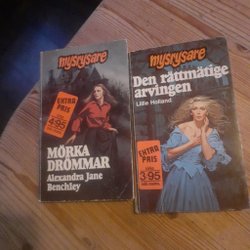 mysrysare
EXTRA
PRIS
4:95
MÖRKA
DRÖMMAR
Alexandra Jane
Benchley
mysrysare
Den rättmätige
arvingen
Lillie Holland
EXTRA
PRIS
3:95